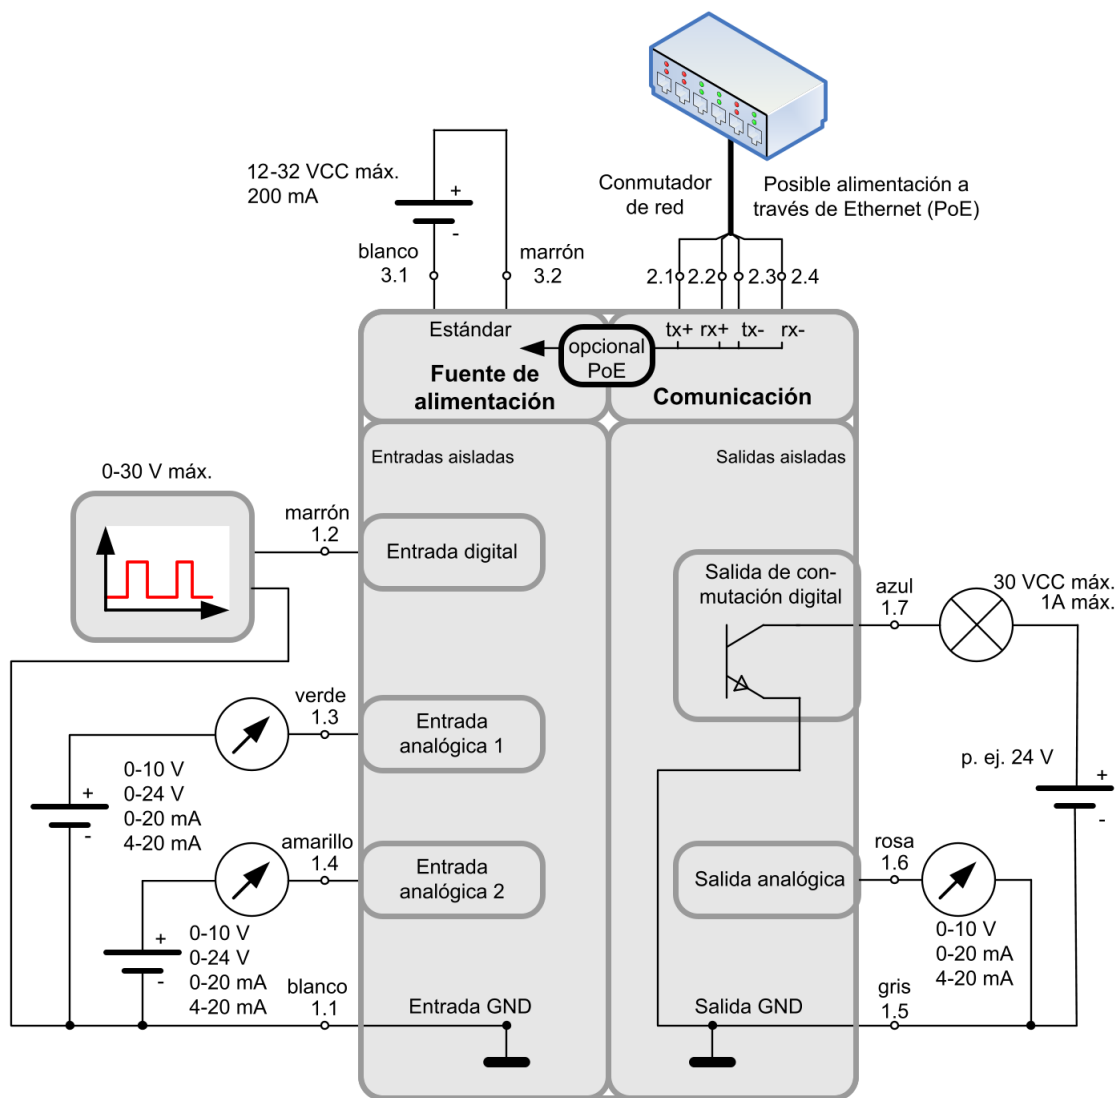 12-32 VCC máx.
200 mA
+
-
blanco
3.1
marrón
3.2
Conmutador
de red
Posible alimentación a
través de Ethernet (PoE)
2.1
2.2
2.3
2.4
Estándar
opcional
PoE
tx+
rx+
tx-
rx-
Fuente de
alimentación
Comunicación
Entradas aisladas
Salidas aisladas
0-30 V máx.
marrón
1.2
Entrada digital
Salida de con-
mutación digital
azul
1.7
30 VCC máx.
1A máx.
verde
1.3
Entrada
analógica 1
0-10 V
0-24 V
0-20 mA
4-20 mA
+
-
p. ej. 24 V
+
-
amarillo
1.4
Entrada
analógica 2
0-10 V
0-24 V
0-20 mA
4-20 mA
+
-
Salida analógica
rosa
1.6
0-10 V
0-20 mA
4-20 mA
blanco
1.1
Entrada GND
Salida GND
gris
1.5